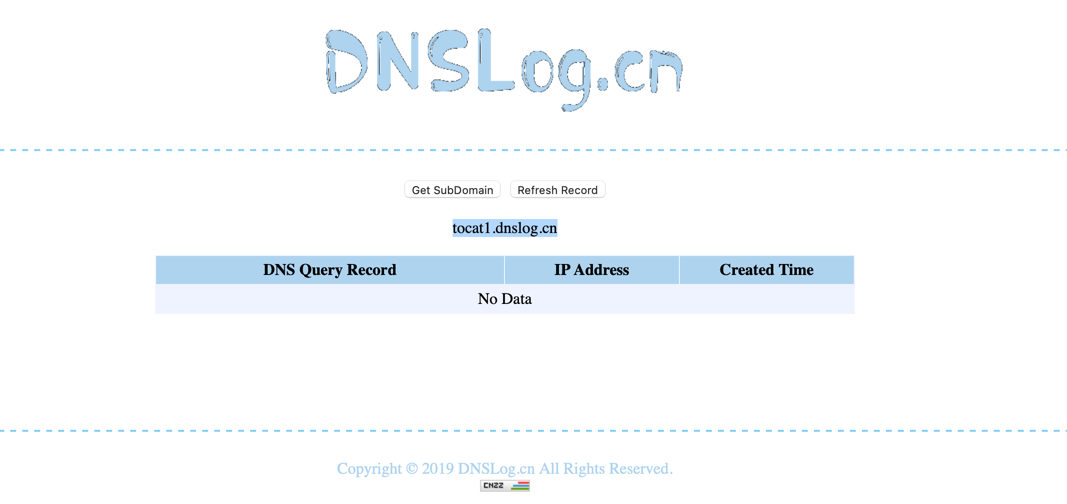 DNSLog.cn
Get SubDomain Refresh Record
tocat1.dnslog.cn
DNS Query Record IP Address Created Time
No Data
Copyright © 2019 DNSLog.cn All Rights Reserved.
CNZZ